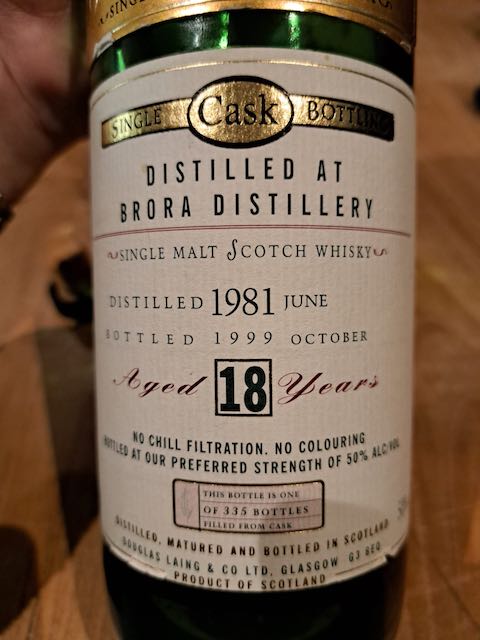 SINGLE
SINGLE Cask BOTTLING
DISTILLED AT
BRORA DISTILLERY
SINGLE MALT SCOTCH WHISKY
DISTILLED 1981 JUNE
BOTTLED 1999 OCTOBER
Aged 18 Years
NO CHILL FILTRATION. NO COLOURING
BOTTLED AT OUR PREFERRED STRENGTH OF 50% ALC/VOL
THIS BOTTLE IS ONE
OF 335 BOTTLES
FILLED FROM CASK
DISTILLED, MATURED AND BOTTLED IN SCOTLAND
DOUGLAS LAING & CO LTD, GLASGOW G3 8EQ
PRODUCT OF SCOTLAND